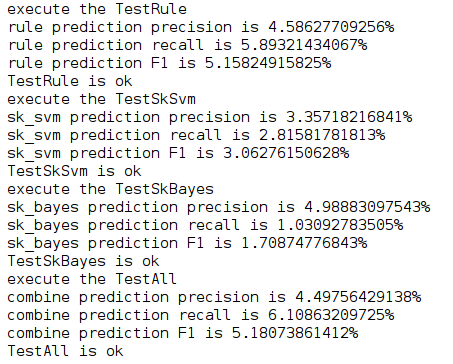 execute the TestRule
rule prediction precision is 4.58627709256%
rule prediction recall is 5.89321434067%
rule prediction F1 is 5.15824915825%
TestRule is ok
execute the TestSkSvm
sk_svm prediction precision is 3.35718216841%
sk_svm prediction recall is 2.81581781813%
sk_svm prediction F1 is 3.06276150628%
TestSkSvm is ok
execute the TestSkBayes
sk_bayes prediction precision is 4.98883097543%
sk_bayes prediction recall is 1.03092783505%
sk_bayes prediction F1 is 1.70874776843%
TestSkBayes is ok
execute the TestAll
combine prediction precision is 4.49756429138%
combine prediction recall is 6.10863209725%
combine prediction F1 is 5.18073861412%
TestAll is ok